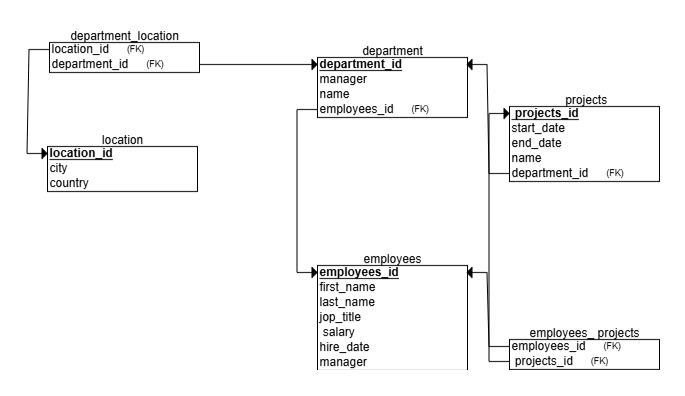 department_location
location_id (FK)
department_id (FK)
department
department_id
manager
name
employees_id (FK)
projects
projects_id
start_date
end_date
name
department_id (FK)
location
location_id
city
country
employees
employees_id
first_name
last_name
jop_title
salary
hire_date
manager
employees_ projects
employees_id (FK)
projects_id (FK)